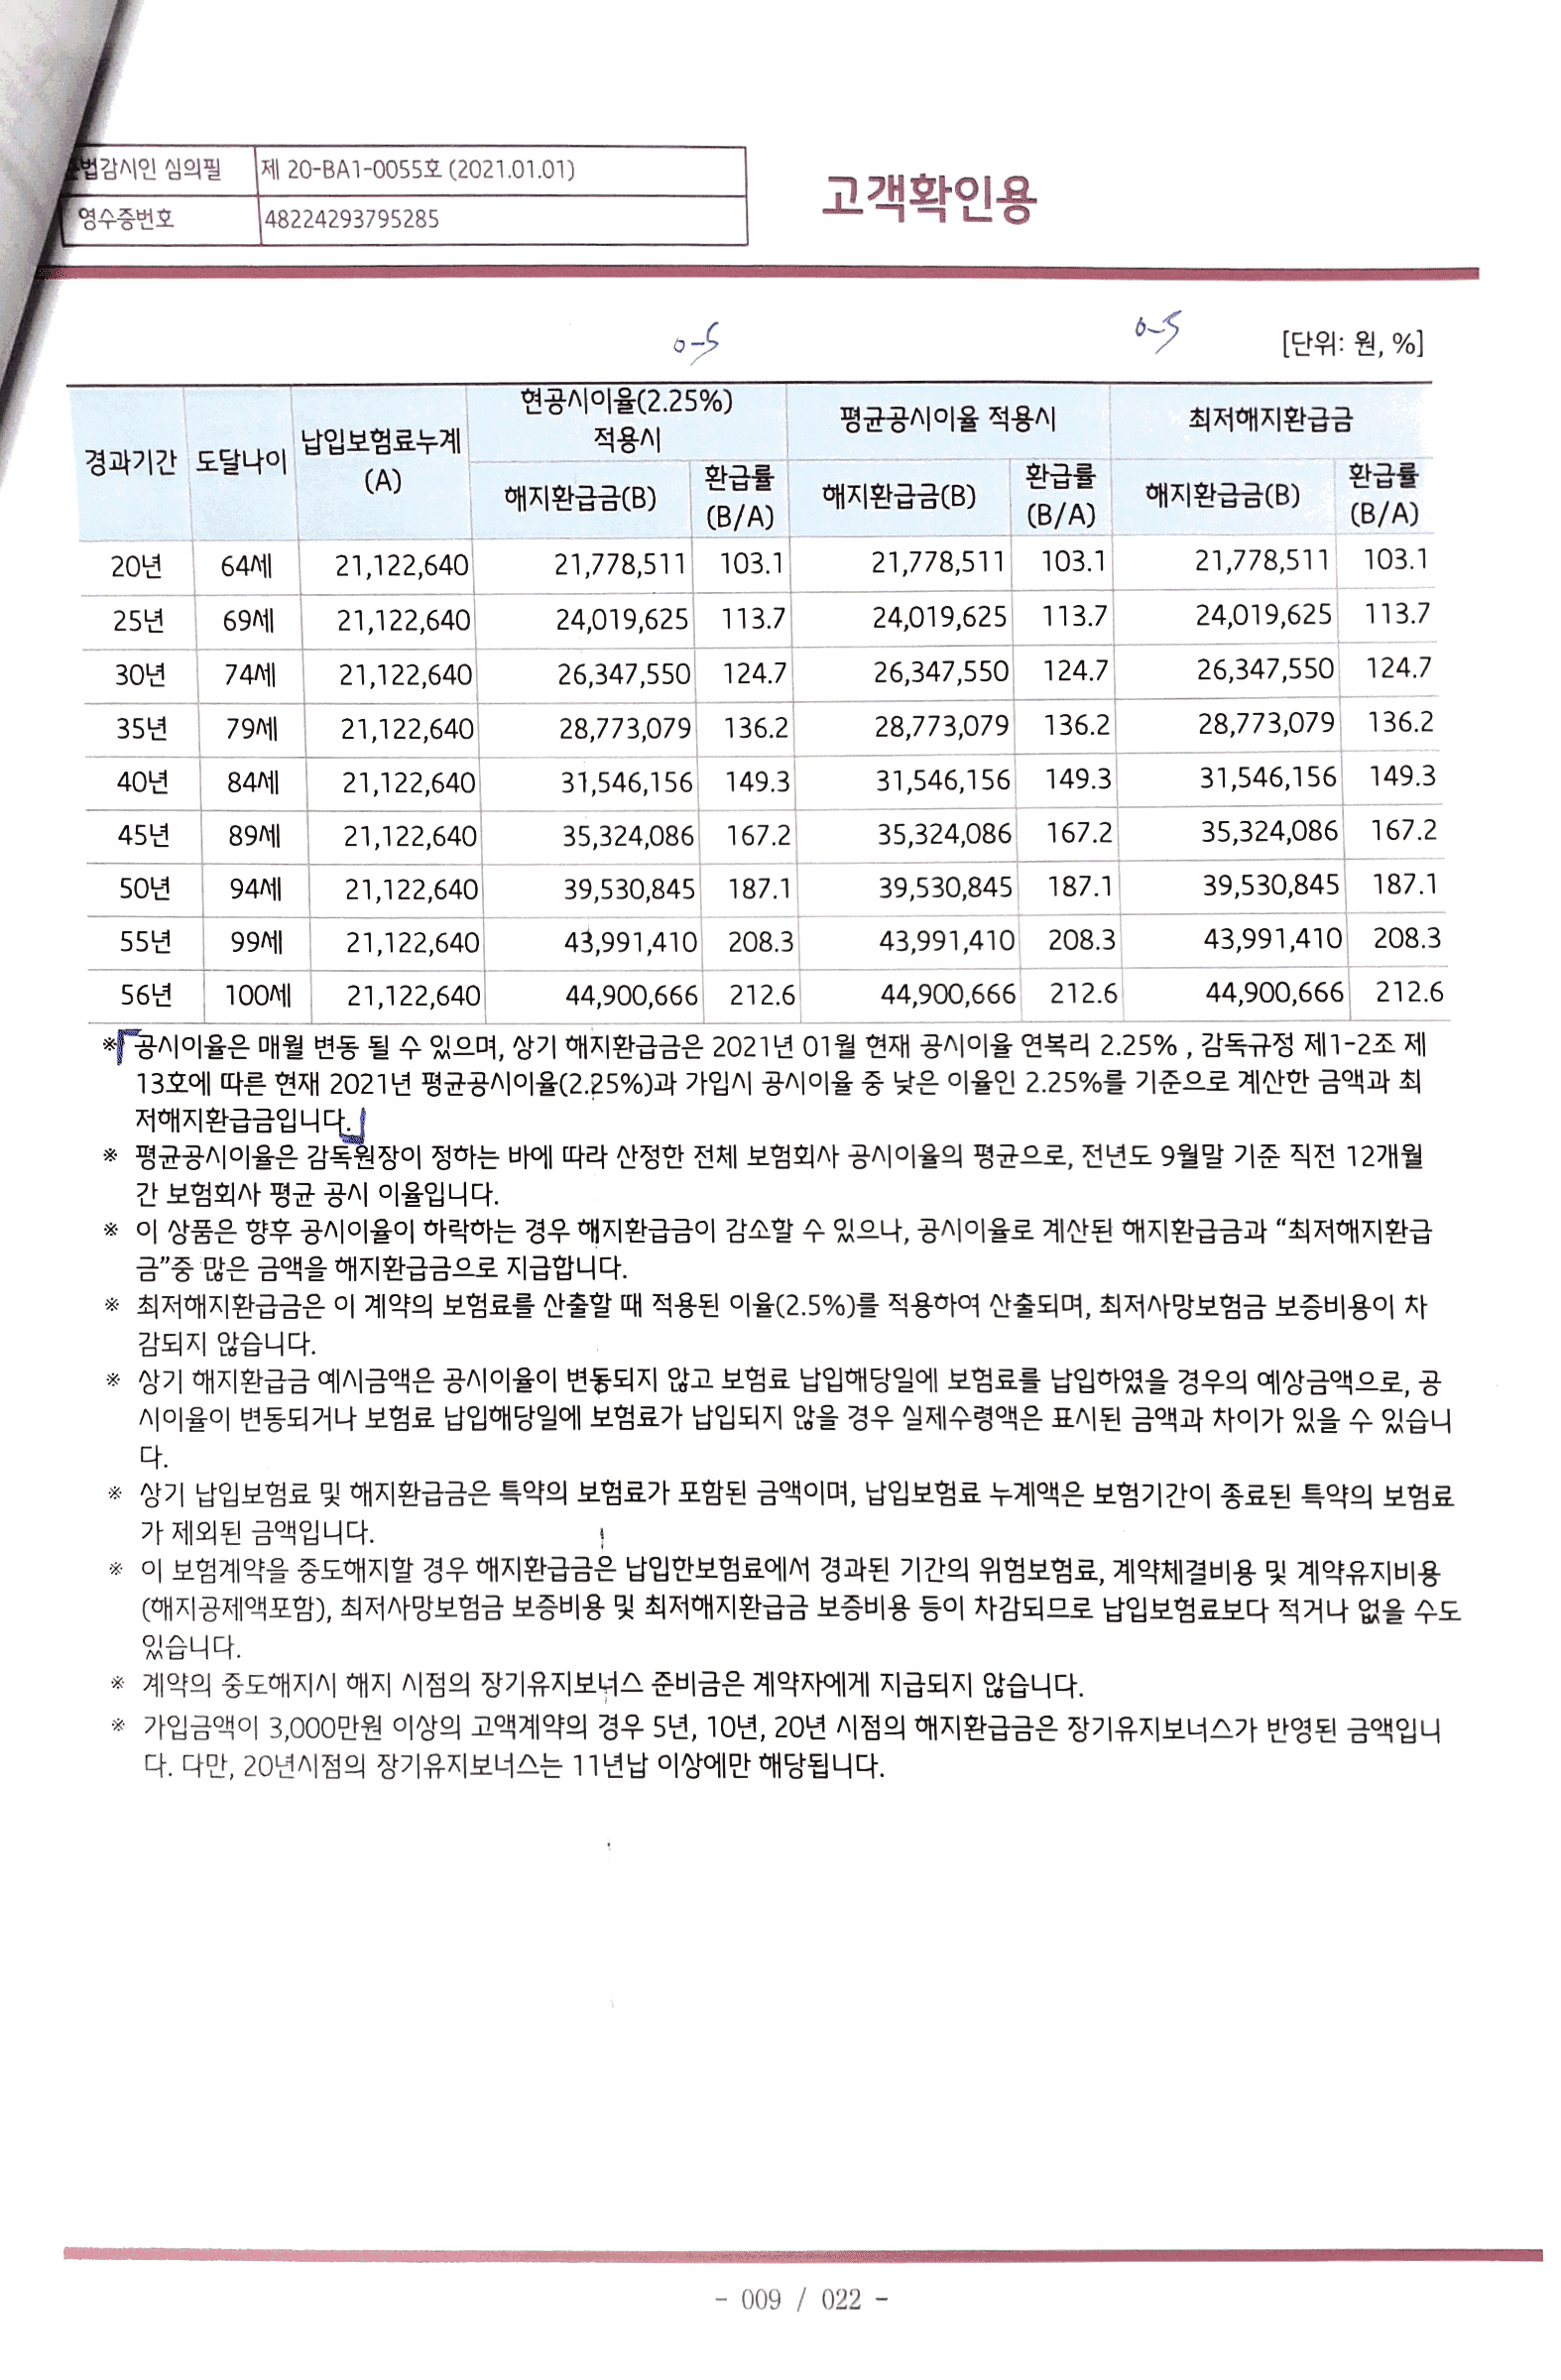 법감시인 심의필 제 20-BA1-0055호 (2021.01.01)
영수증번호 48224293795285
고객확인용
0-5 0-5
[단위: 원, %]
경과기간 도달나이 납입보험료누계 (A) 현공시이율(2.25%) 적용시 평균공시이율 적용시 최저해지환급금
해지환급금(B) 환급률 (B/A) 해지환급금(B) 환급률 (B/A) 해지환급금(B) 환급률 (B/A)
20년 64세 21,122,640 21,778,511 103.1 21,778,511 103.1 21,778,511 103.1
25년 69세 21,122,640 24,019,625 113.7 24,019,625 113.7 24,019,625 113.7
30년 74세 21,122,640 26,347,550 124.7 26,347,550 124.7 26,347,550 124.7
35년 79세 21,122,640 28,773,079 136.2 28,773,079 136.2 28,773,079 136.2
40년 84세 21,122,640 31,546,156 149.3 31,546,156 149.3 31,546,156 149.3
45년 89세 21,122,640 35,324,086 167.2 35,324,086 167.2 35,324,086 167.2
50년 94세 21,122,640 39,530,845 187.1 39,530,845 187.1 39,530,845 187.1
55년 99세 21,122,640 43,991,410 208.3 43,991,410 208.3 43,991,410 208.3
56년 100세 21,122,640 44,900,666 212.6 44,900,666 212.6 44,900,666 212.6
※ 공시이율은 매월 변동 될 수 있으며, 상기 해지환급금은 2021년 01월 현재 공시이율 연복리 2.25% , 감독규정 제1-2조 제
13호에 따른 현재 2021년 평균공시이율(2.25%)과 가입시 공시이율 중 낮은 이율인 2.25%를 기준으로 계산한 금액과 최
저해지환급금입니다.
※ 평균공시이율은 감독원장이 정하는 바에 따라 산정한 전체 보험회사 공시이율의 평균으로, 전년도 9월말 기준 직전 12개월
간 보험회사 평균 공시 이율입니다.
※ 이 상품은 향후 공시이율이 하락하는 경우 해지환급금이 감소할 수 있으나, 공시이율로 계산된 해지환급금과 “최저해지환급
금”중 많은 금액을 해지환급금으로 지급합니다.
※ 최저해지환급금은 이 계약의 보험료를 산출할 때 적용된 이율(2.5%)를 적용하여 산출되며, 최저사망보험금 보증비용이 차
감되지 않습니다.
※ 상기 해지환급금 예시금액은 공시이율이 변동되지 않고 보험료 납입해당일에 보험료를 납입하였을 경우의 예상금액으로, 공
시이율이 변동되거나 보험료 납입해당일에 보험료가 납입되지 않을 경우 실제수령액은 표시된 금액과 차이가 있을 수 있습니
다.
※ 상기 납입보험료 및 해지환급금은 특약의 보험료가 포함된 금액이며, 납입보험료 누계액은 보험기간이 종료된 특약의 보험료
가 제외된 금액입니다.
※ 이 보험계약을 중도해지할 경우 해지환급금은 납입한보험료에서 경과된 기간의 위험보험료, 계약체결비용 및 계약유지비용
(해지공제액포함), 최저사망보험금 보증비용 및 최저해지환급금 보증비용 등이 차감되므로 납입보험료보다 적거나 없을 수도
있습니다.
※ 계약의 중도해지시 해지 시점의 장기유지보너스 준비금은 계약자에게 지급되지 않습니다.
※ 가입금액이 3,000만원 이상의 고액계약의 경우 5년, 10년, 20년 시점의 해지환급금은 장기유지보너스가 반영된 금액입니
다. 다만, 20년시점의 장기유지보너스는 11년납 이상에만 해당됩니다.
- 009 / 022 -